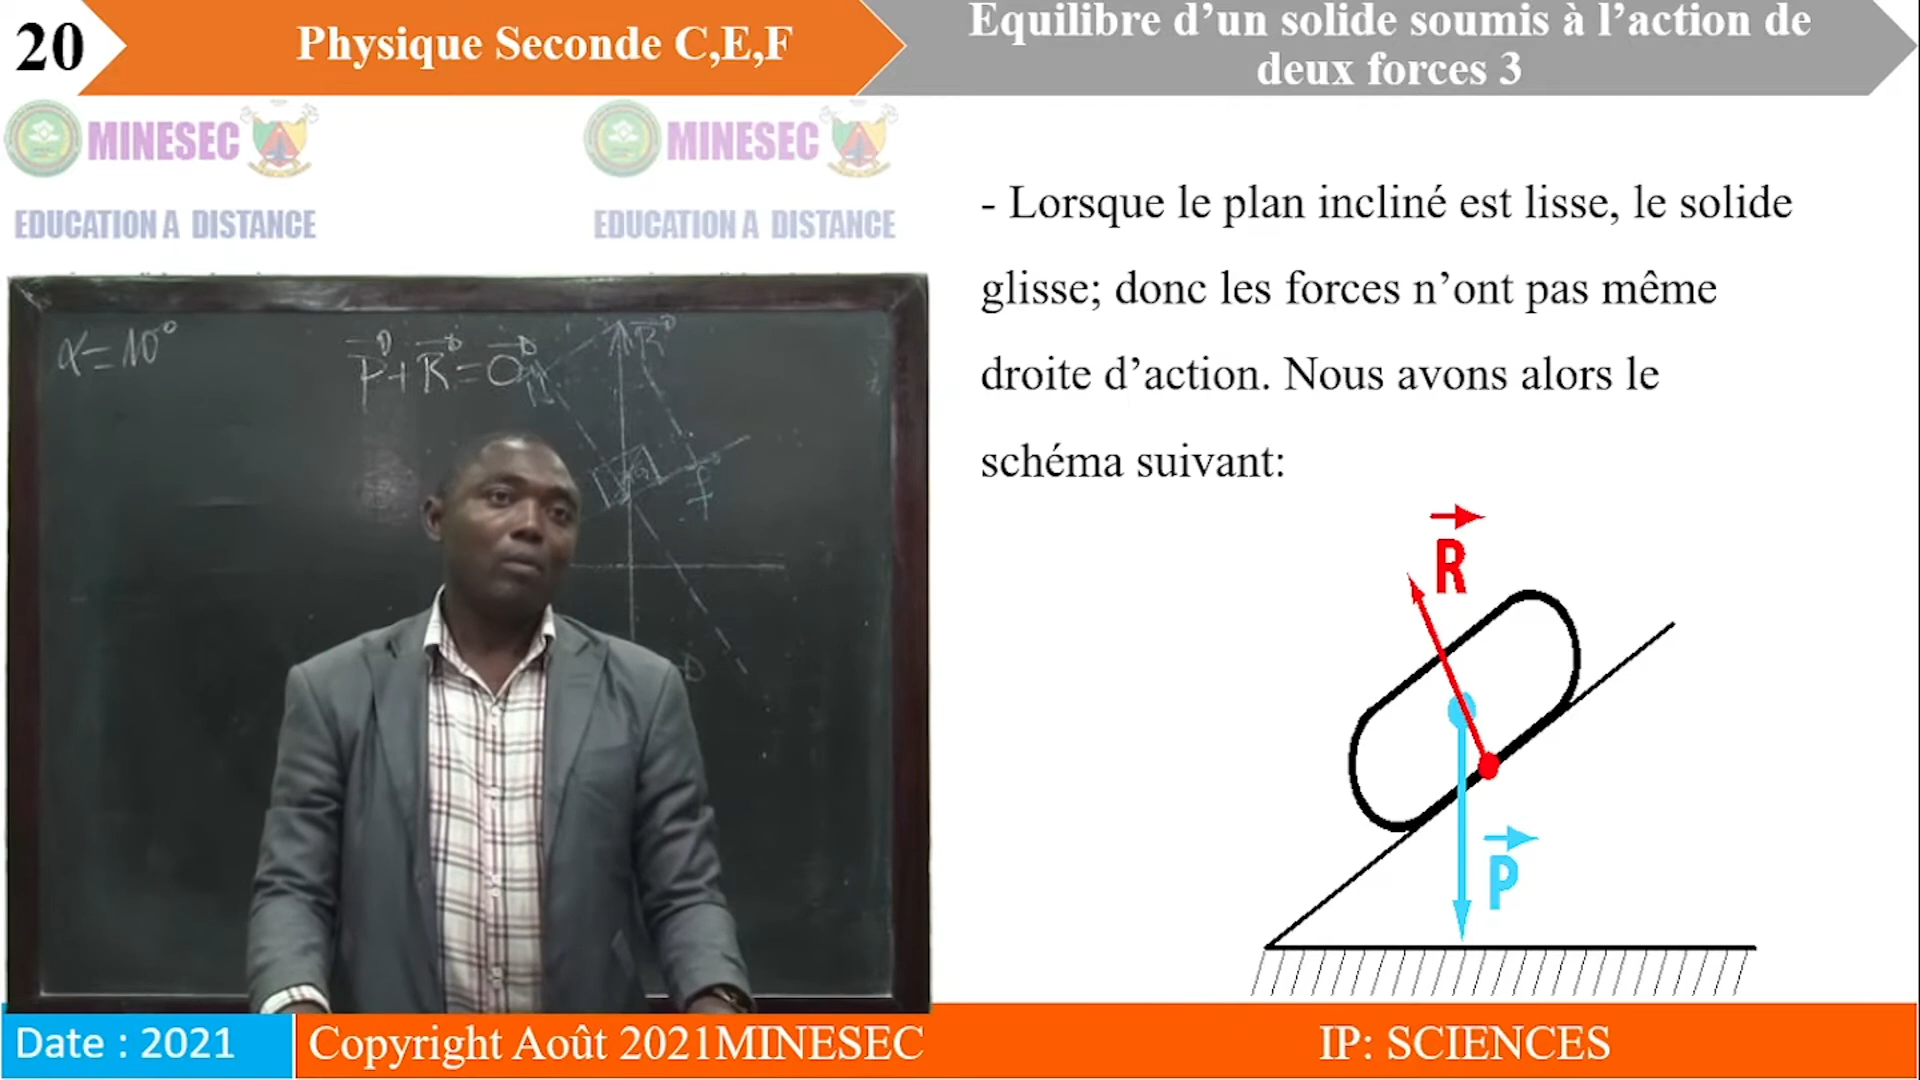 20
Physique Seconde C,E,F
Equilibre d’un solide soumis à l’action de
deux forces 3
MINESEC
EDUCATION A DISTANCE
MINESEC
EDUCATION A DISTANCE
- Lorsque le plan incliné est lisse, le solide
glisse; donc les forces n’ont pas même
droite d’action. Nous avons alors le
schéma suivant:
R
P
α=10°
P+R=0
R
f
Date : 2021
Copyright Août 2021MINESEC
IP: SCIENCES